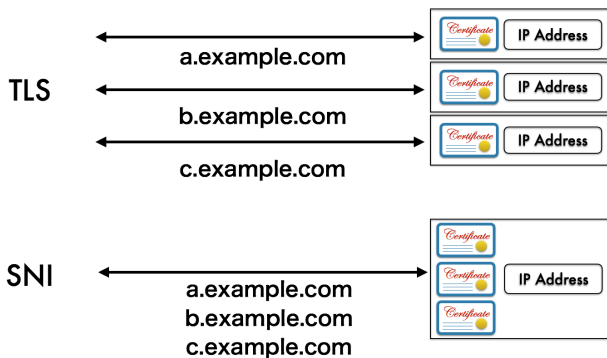 a.example.com
Certificate
IP Address
TLS
b.example.com
Certificate
IP Address
c.example.com
Certificate
IP Address
SNI
a.example.com
b.example.com
c.example.com
Certificate
Certificate
IP Address
Certificate